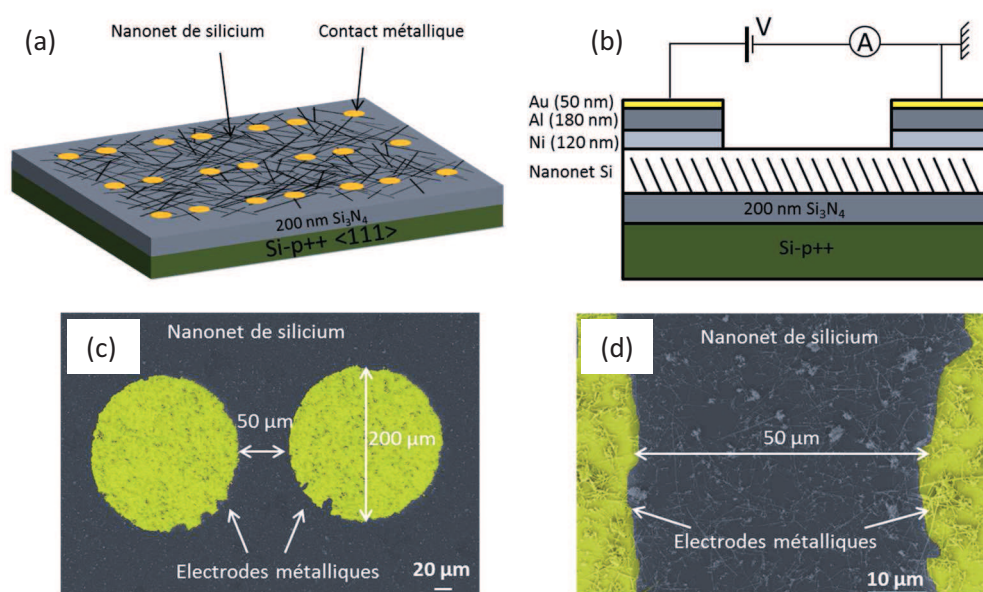 (a)
Nanonet de silicium
Contact métallique
200 nm Si₃N₄
Si-p++ <111>
(b)
V
A
Au (50 nm)
Al (180 nm)
Ni (120 nm)
Nanonet Si
200 nm Si₃N₄
Si-p++
(c)
Nanonet de silicium
50 µm
200 µm
Electrodes métalliques
20 µm
(d)
Nanonet de silicium
50 µm
Electrodes métalliques
10 µm